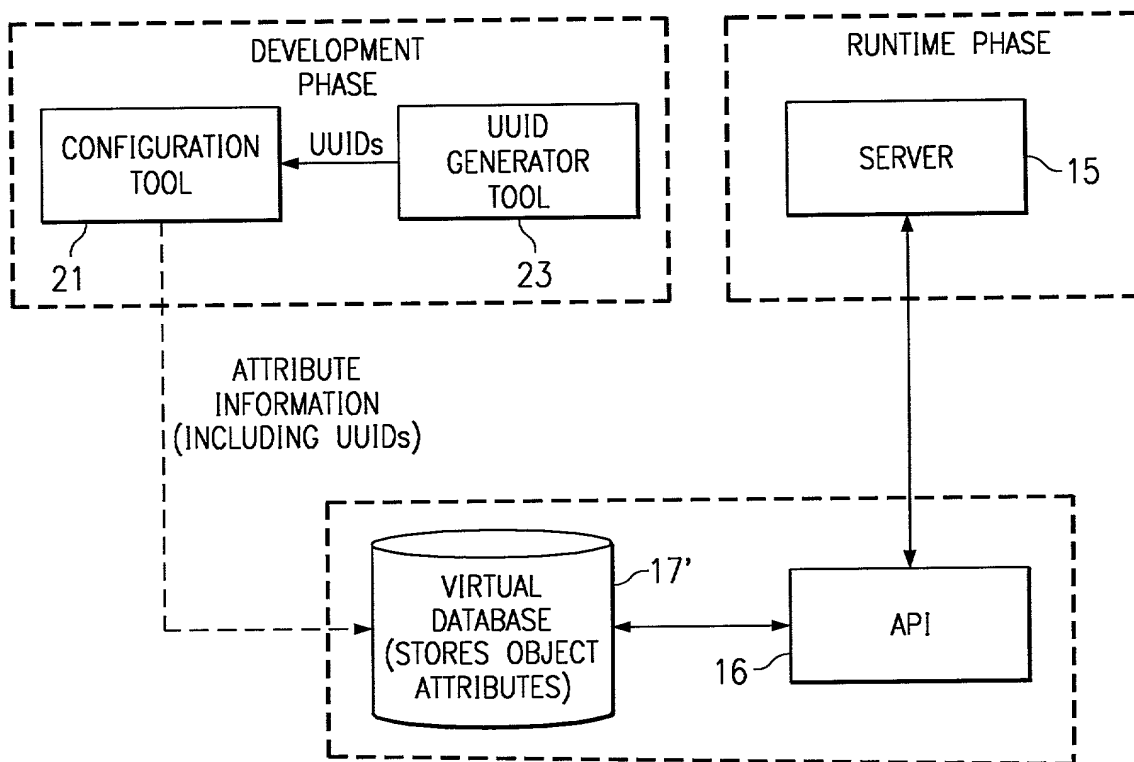 DEVELOPMENT
PHASE
CONFIGURATION
TOOL
UUIDs
UUID
GENERATOR
TOOL
21
23
RUNTIME PHASE
SERVER
15
ATTRIBUTE
INFORMATION
(INCLUDING UUIDs)
VIRTUAL
DATABASE
(STORES OBJECT
ATTRIBUTES)
17'
API
16